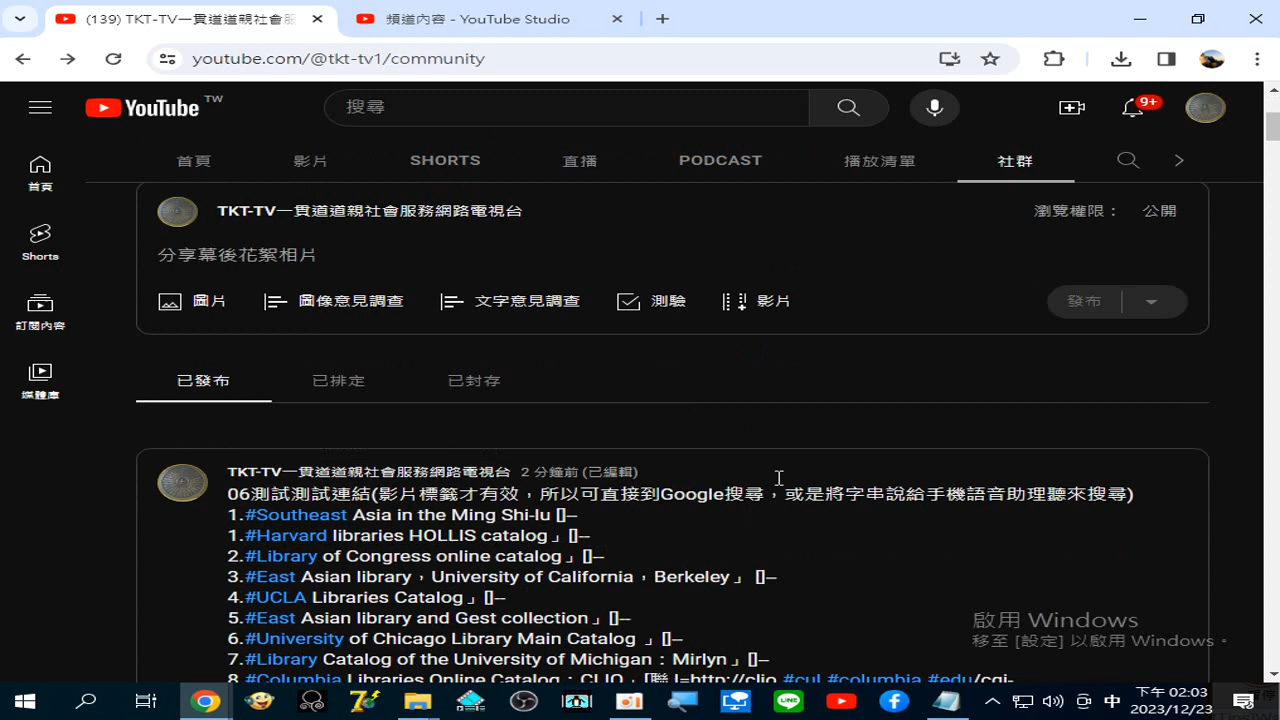 (139) TKT-TV一貫道道親社會服
頻道內容 - YouTube Studio
youtube.com/@tkt-tv1/community
YouTube TW
搜尋
9+
首頁
影片
SHORTS
直播
PODCAST
播放清單
社群
首頁
Shorts
訂閱內容
媒體庫
TKT-TV一貫道道親社會服務網路電視台
瀏覽權限： 公開
分享幕後花絮相片
圖片
圖像意見調查
文字意見調查
測驗
影片
發布
已發布
已排定
已封存
TKT-TV一貫道道親社會服務網路電視台 2 分鐘前 (已編輯)
06測試測試連結(影片標籤才有效，所以可直接到Google搜尋，或是將字串說給手機語音助理聽來搜尋)
1.#Southeast Asia in the Ming Shi-lu []--
1.#Harvard libraries HOLLIS catalog」[]--
2.#Library of Congress online catalog」[]--
3.#East Asian library，University of California，Berkeley」 []--
4.#UCLA Libraries Catalog」[]--
5.#East Asian library and Gest collection」[]--
6.#University of Chicago Library Main Catalog 」[]--
7.#Library Catalog of the University of Michigan：Mirlyn」[]--
8.#Columbia Libraries Online Catalog：CLIO」[聯 ]=http://clio.#cul.#columbia.#edu/cgi-
啟用 Windows
移至 [設定] 以啟用 Windows。
中
下午 02:03
2023/12/23